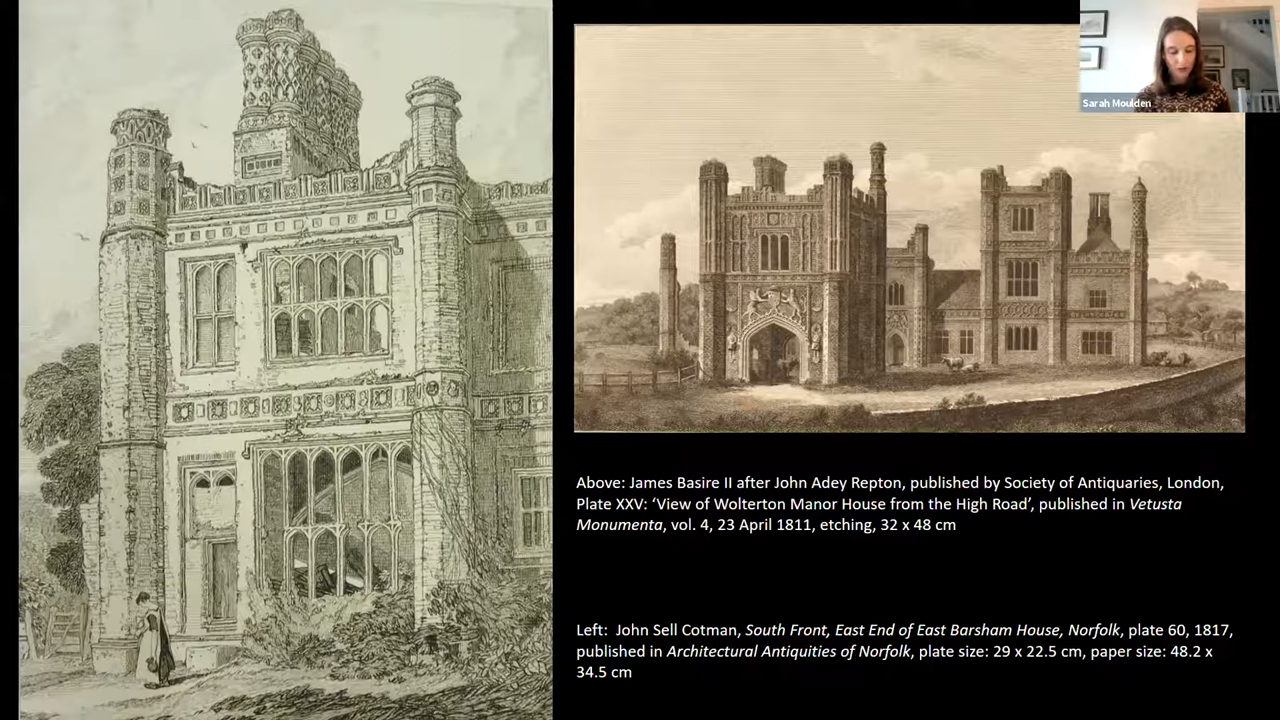 Sarah Moulden
Above: James Basire II after John Adey Repton, published by Society of Antiquaries, London,
Plate XXV: ‘View of Wolterton Manor House from the High Road’, published in Vetusta
Monumenta, vol. 4, 23 April 1811, etching, 32 x 48 cm
Left:  John Sell Cotman, South Front, East End of East Barsham House, Norfolk, plate 60, 1817,
published in Architectural Antiquities of Norfolk, plate size: 29 x 22.5 cm, paper size: 48.2 x
34.5 cm